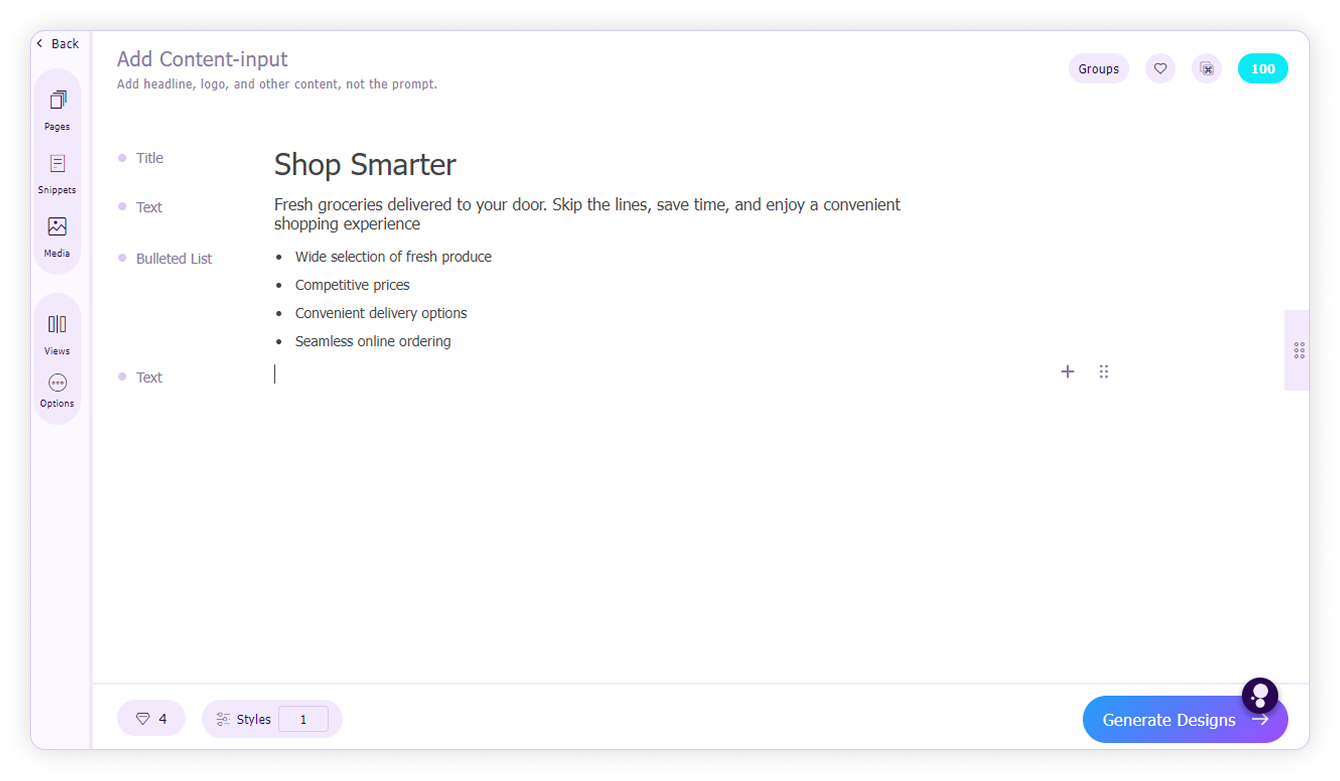 Back
Add Content-input
Add headline, logo, and other content, not the prompt.
Groups
100
Pages
Snippets
Media
Views
Options
Title
Shop Smarter
Text
Fresh groceries delivered to your door. Skip the lines, save time, and enjoy a convenient
shopping experience
Bulleted List
• Wide selection of fresh produce
• Competitive prices
• Convenient delivery options
• Seamless online ordering
Text
4
Styles 1
Generate Designs